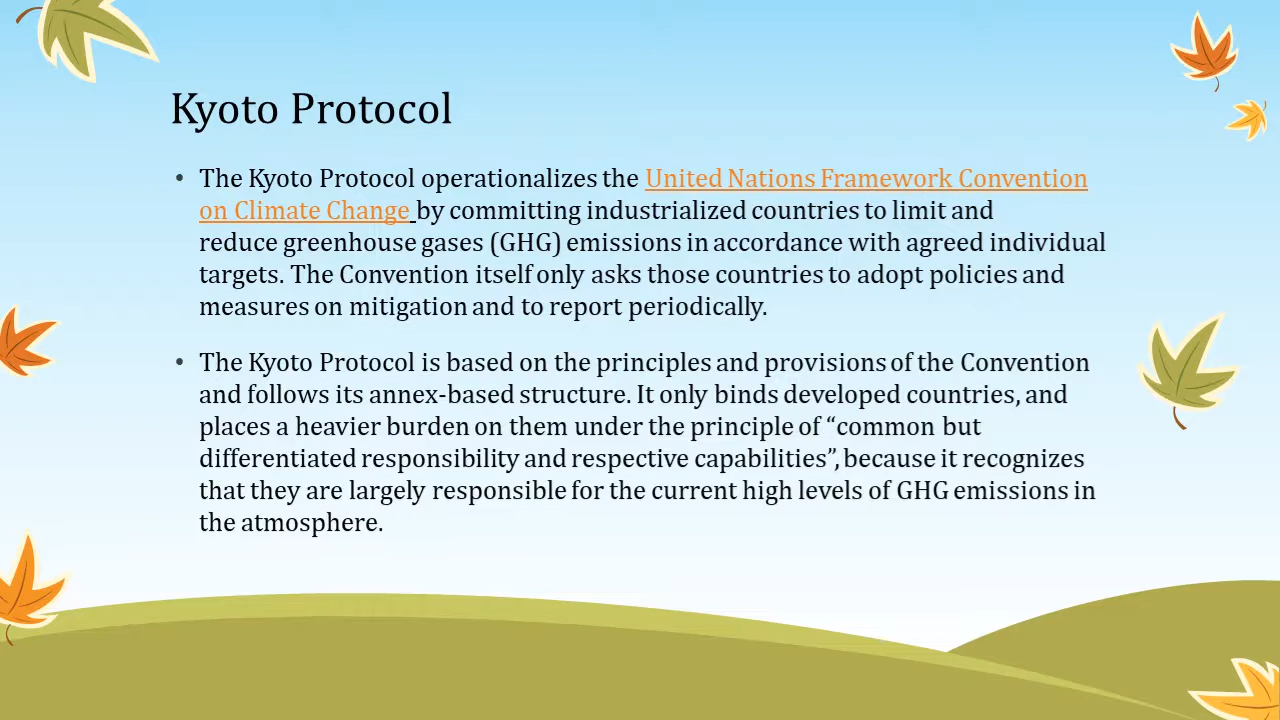 Kyoto Protocol
• The Kyoto Protocol operationalizes the United Nations Framework Convention
on Climate Change by committing industrialized countries to limit and
reduce greenhouse gases (GHG) emissions in accordance with agreed individual
targets. The Convention itself only asks those countries to adopt policies and
measures on mitigation and to report periodically.
• The Kyoto Protocol is based on the principles and provisions of the Convention
and follows its annex-based structure. It only binds developed countries, and
places a heavier burden on them under the principle of “common but
differentiated responsibility and respective capabilities”, because it recognizes
that they are largely responsible for the current high levels of GHG emissions in
the atmosphere.